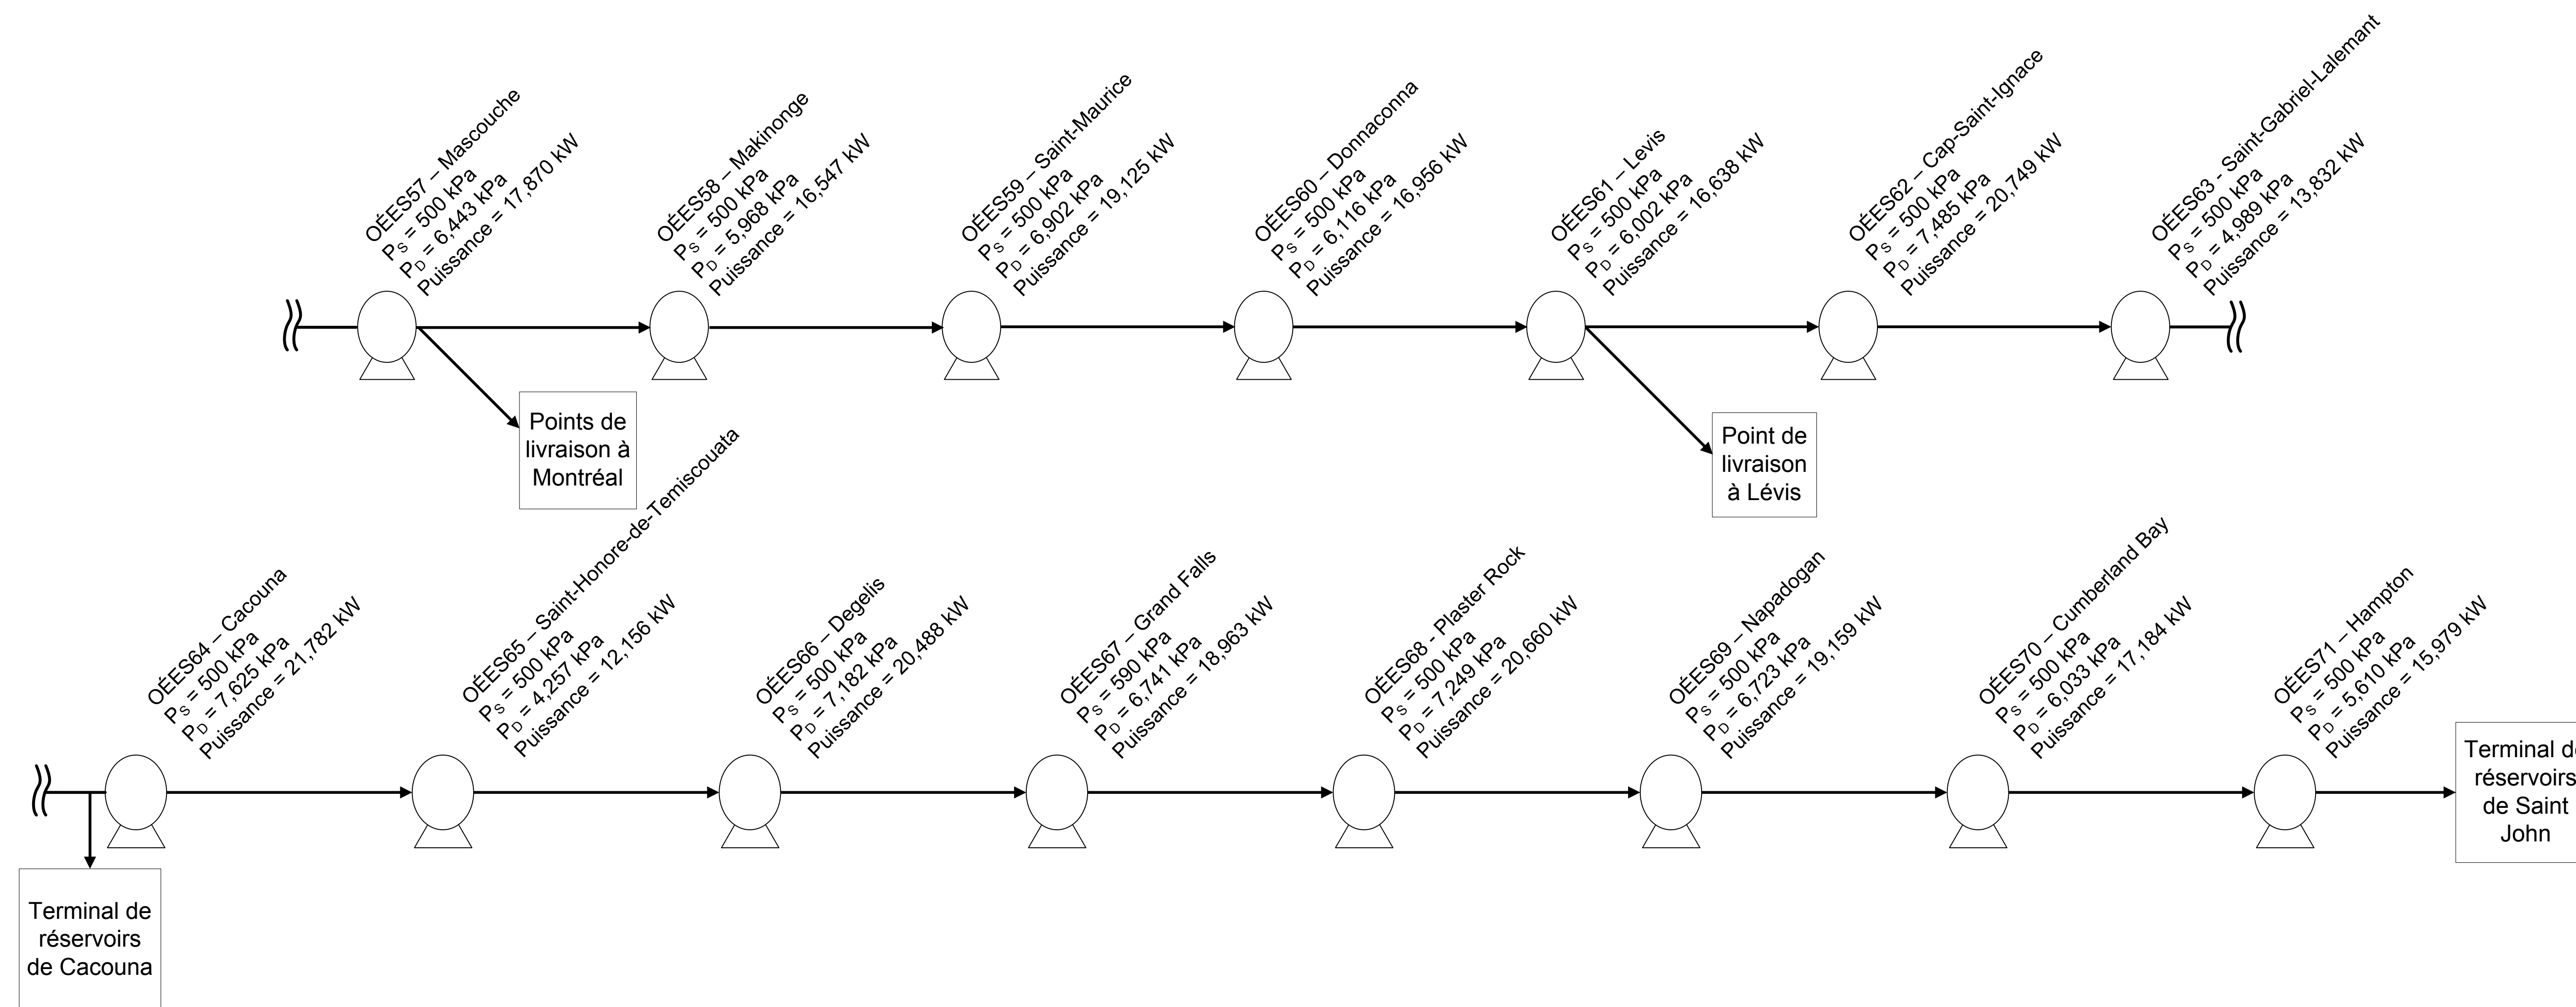 OÉES57 – Mascouche
PS = 500 kPa
PD = 6,443 kPa
Puissance = 17,870 kW
OÉES58 – Makinonge
PS = 500 kPa
PD = 5,968 kPa
Puissance = 16,547 kW
OÉES59 – Saint-Maurice
PS = 500 kPa
PD = 6,902 kPa
Puissance = 19,125 kW
OÉES60 – Donnaconna
PS = 500 kPa
PD = 6,116 kPa
Puissance = 16,956 kW
OÉES61 – Levis
PS = 500 kPa
PD = 6,002 kPa
Puissance = 16,638 kW
OÉES62 – Cap-Saint-Ignace
PS = 500 kPa
PD = 7,485 kPa
Puissance = 20,749 kW
OÉES63 - Saint-Gabriel-Lalemant
PS = 500 kPa
PD = 4,989 kPa
Puissance = 13,832 kW
Points de
livraison à
Montréal
Point de
livraison
à Lévis
OÉES64 – Cacouna
PS = 500 kPa
PD = 7,625 kPa
Puissance = 21,782 kW
OÉES65 – Saint-Honore-de-Temiscouata
PS = 500 kPa
PD = 4,257 kPa
Puissance = 12,156 kW
OÉES66 – Degelis
PS = 500 kPa
PD = 7,182 kPa
Puissance = 20,488 kW
OÉES67 – Grand Falls
PS = 590 kPa
PD = 6,741 kPa
Puissance = 18,963 kW
OÉES68 - Plaster Rock
PS = 500 kPa
PD = 7,249 kPa
Puissance = 20,660 kW
OÉES69 – Napadogan
PS = 500 kPa
PD = 6,723 kPa
Puissance = 19,159 kW
OÉES70 – Cumberland Bay
PS = 500 kPa
PD = 6,033 kPa
Puissance = 17,184 kW
OÉES71 – Hampton
PS = 500 kPa
PD = 5,610 kPa
Puissance = 15,979 kW
Terminal de
réservoirs
de Saint
John
Terminal de
réservoirs
de Cacouna